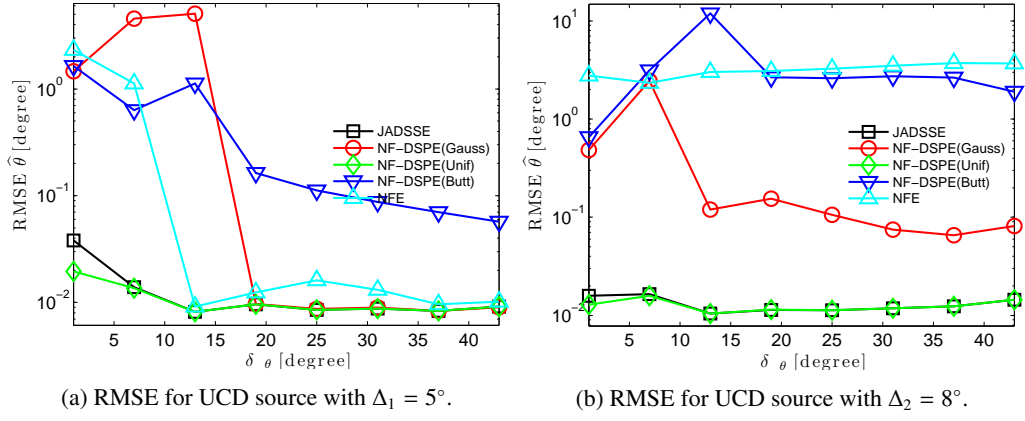 10^0
10^-1
10^-2
RMSE θ̂ [degree]
5 10 15 20 25 30 35 40
δ θ [degree]
JADSSE
NF−DSPE(Gauss)
NF−DSPE(Unif)
NF−DSPE(Butt)
NFE
(a) RMSE for UCD source with Δ₁ = 5°.
10^1
10^0
10^-1
10^-2
RMSE θ̂ [degree]
5 10 15 20 25 30 35 40
δ θ [degree]
JADSSE
NF−DSPE(Gauss)
NF−DSPE(Unif)
NF−DSPE(Butt)
NFE
(b) RMSE for UCD source with Δ₂ = 8°.